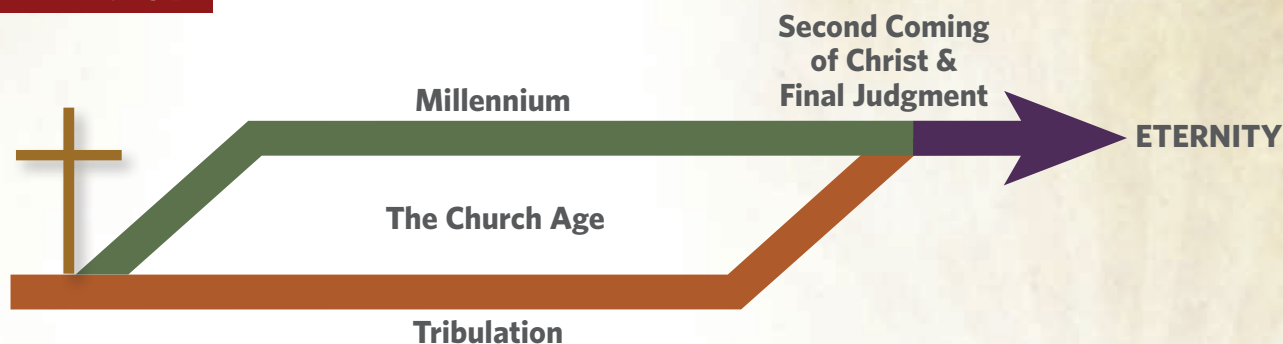 Second Coming
of Christ &
Final Judgment
Millennium
ETERNITY
The Church Age
Tribulation